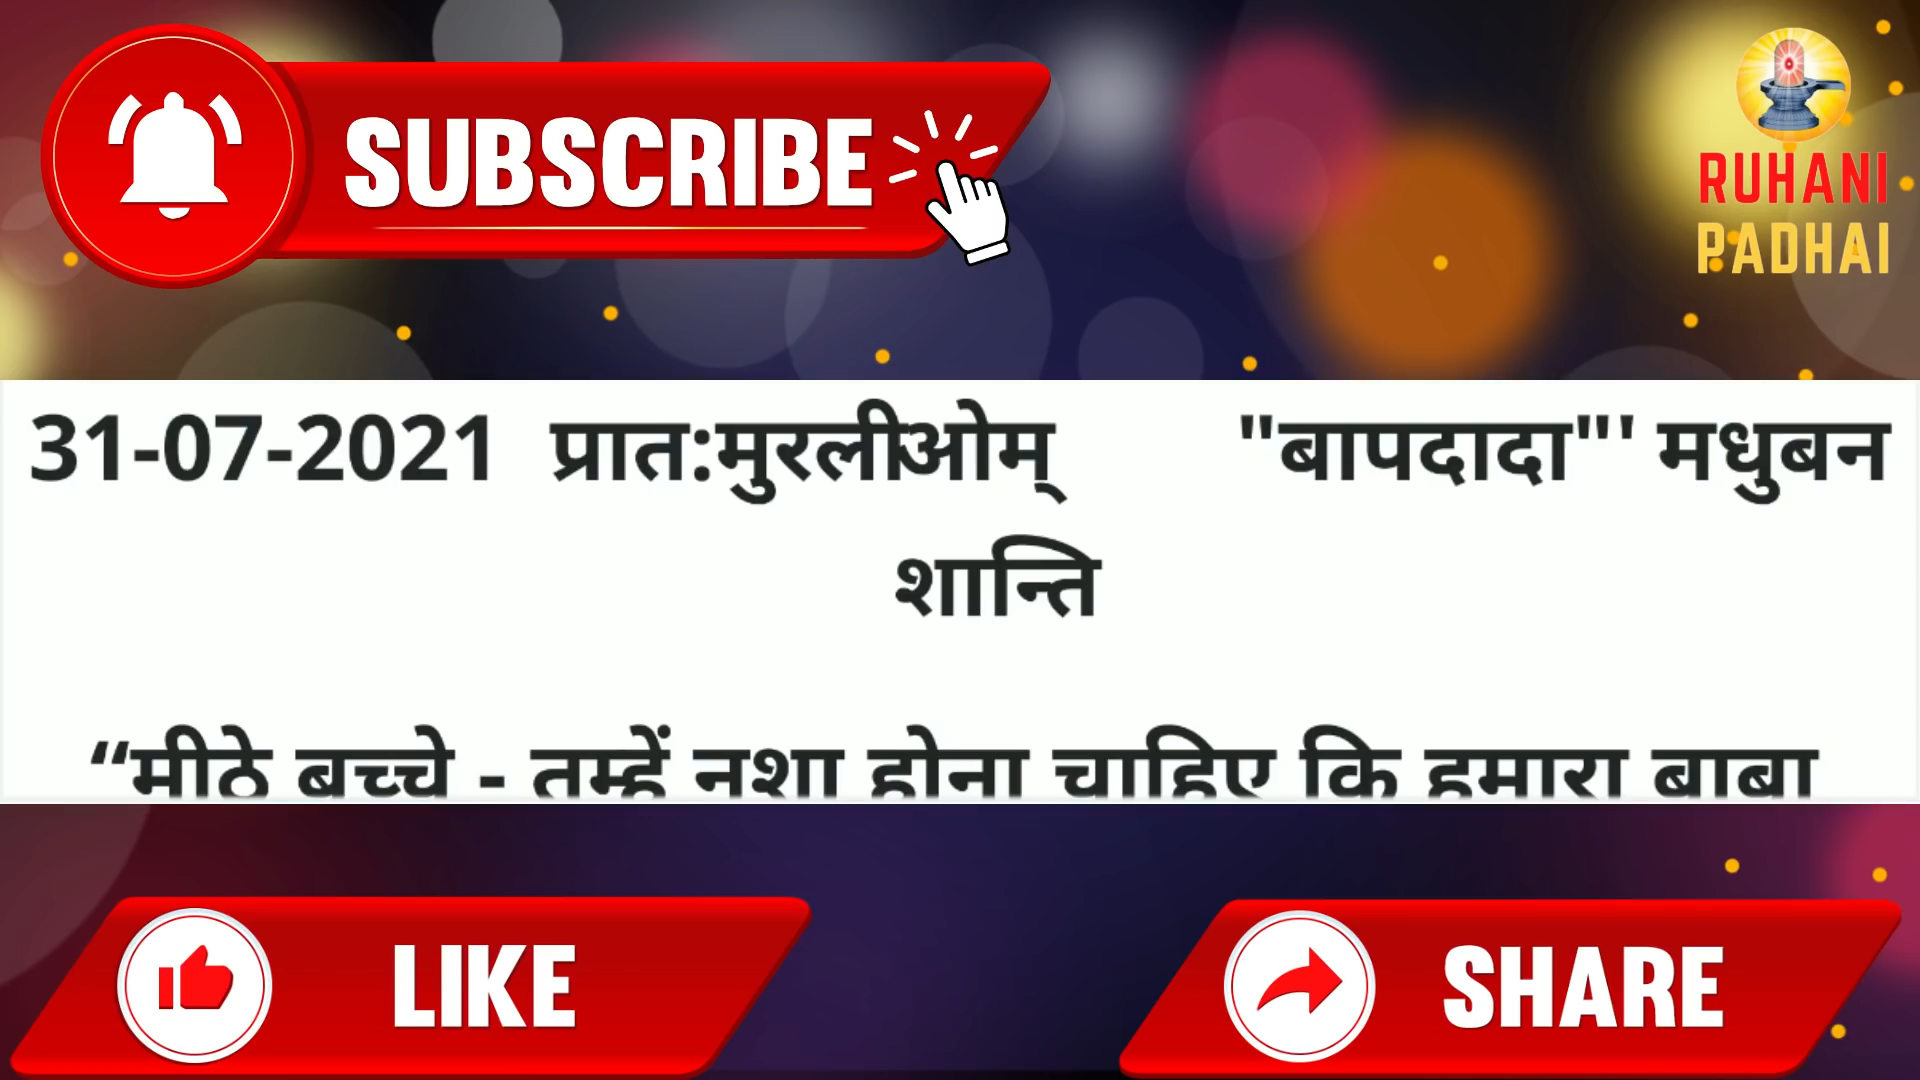 SUBSCRIBE
RUHANI
PADHAI
31-07-2021 प्रात:मुरलीओम् "बापदादा"' मधुबन
शान्ति
“मीठे बच्चे - तुम्हें नशा होना चाहिए कि हमारा बाबा
LIKE
SHARE